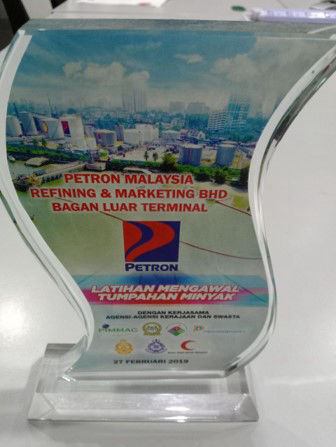 PETRON MALAYSIA
REFINING & MARKETING BHD
BAGAN LUAR TERMINAL
PETRON
LATIHAN MENGAWAL
TUMPAHAN MINYAK
DENGAN KERJASAMA
AGENSI-AGENSI KERAJAAN DAN SWASTA
PIMMAG
27 FEBRUARI 2019